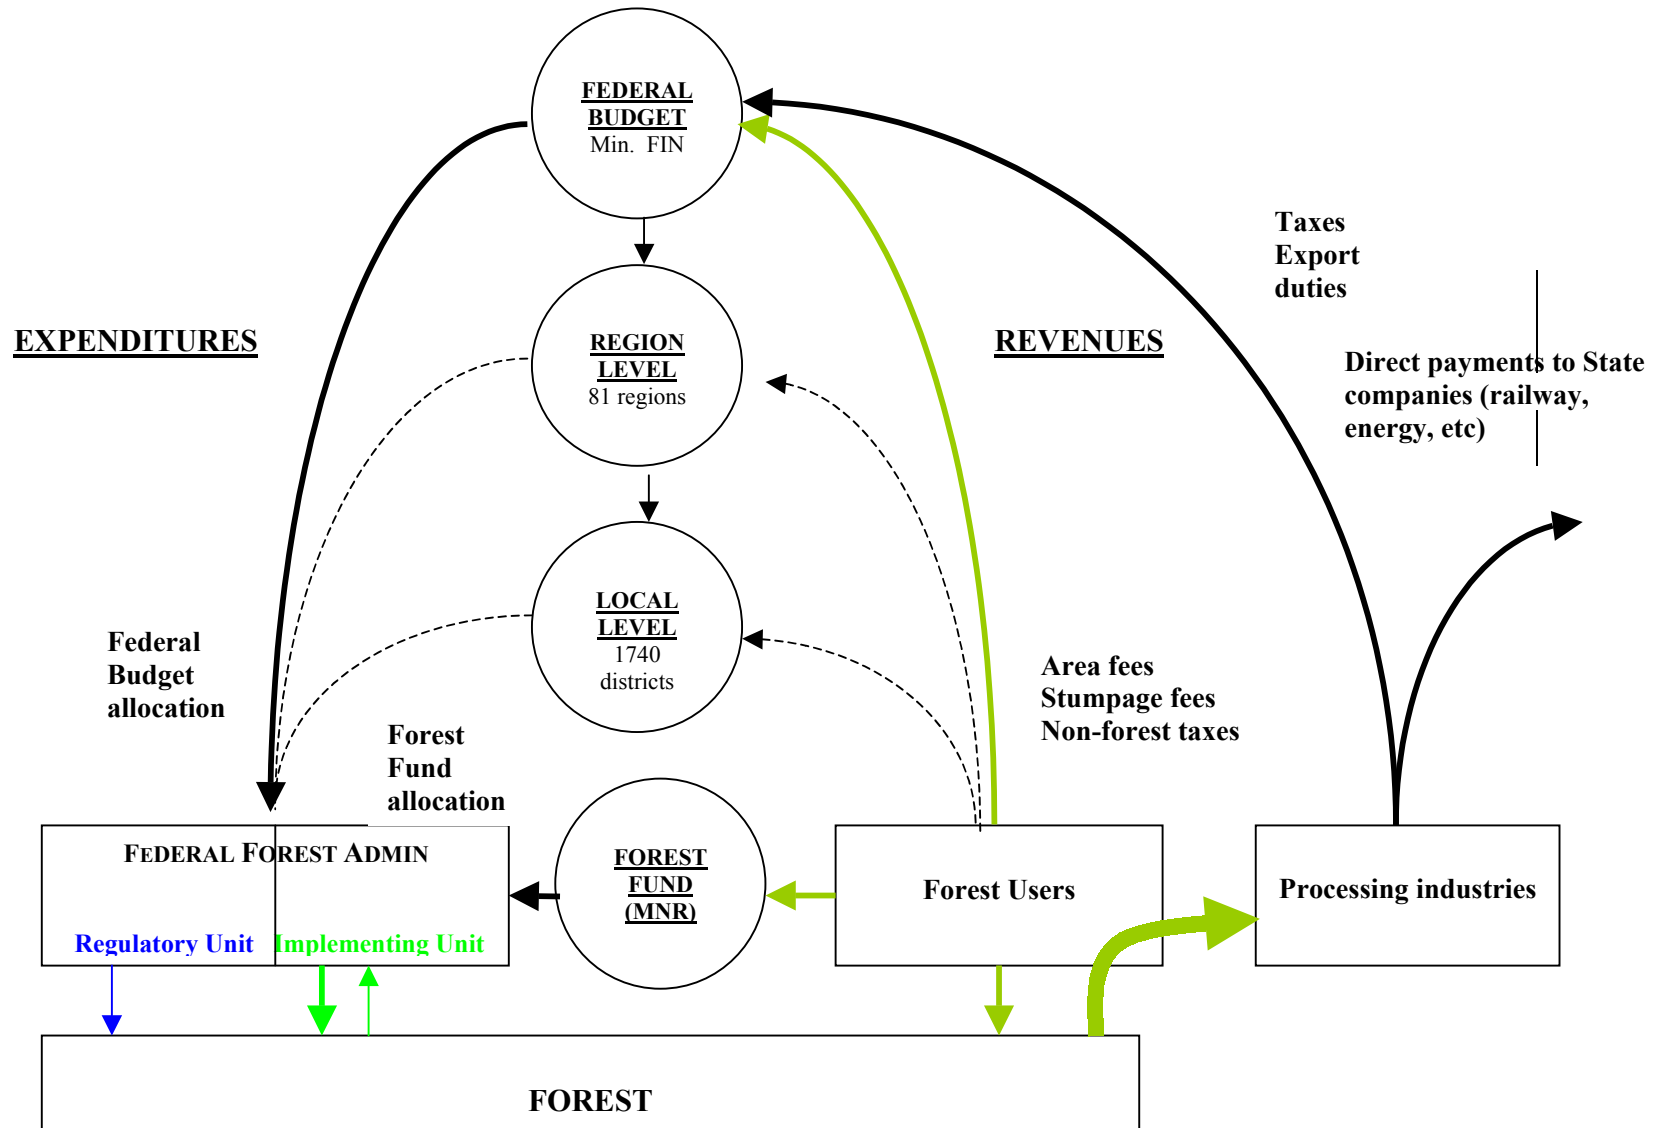 FEDERAL
BUDGET
Min. FIN
Taxes
Export
duties
EXPENDITURES
REGION
LEVEL
81 regions
REVENUES
Direct payments to State
companies (railway,
energy, etc)
LOCAL
LEVEL
1740
districts
Federal
Budget
allocation
Area fees
Stumpage fees
Non-forest taxes
Forest
Fund
allocation
FEDERAL FOREST ADMIN
Regulatory Unit
Implementing Unit
FOREST
FUND
(MNR)
Forest Users
Processing industries
FOREST